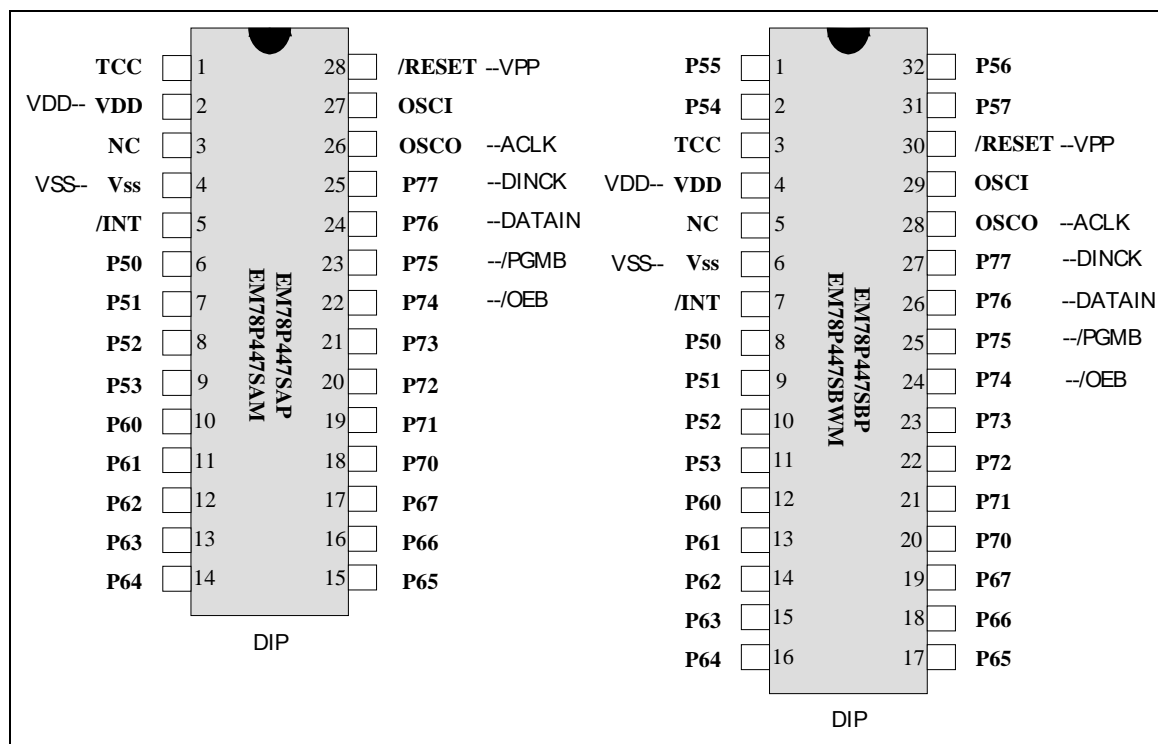 TCC 1 28 /RESET --VPP
VDD-- VDD 2 27 OSCI
NC 3 26 OSCO --ACLK
VSS-- Vss 4 25 P77 --DINCK
/INT 5 24 P76 --DATAIN
P50 6 23 P75 --/PGMB
P51 7 22 P74 --/OEB
P52 8 21 P73
P53 9 20 P72
P60 10 19 P71
P61 11 18 P70
P62 12 17 P67
P63 13 16 P66
P64 14 15 P65
EM78P447SAP
EM78P447SAM
DIP
P55 1 32 P56
P54 2 31 P57
TCC 3 30 /RESET --VPP
VDD-- VDD 4 29 OSCI
NC 5 28 OSCO --ACLK
VSS-- Vss 6 27 P77 --DINCK
/INT 7 26 P76 --DATAIN
P50 8 25 P75 --/PGMB
P51 9 24 P74 --/OEB
P52 10 23 P73
P53 11 22 P72
P60 12 21 P71
P61 13 20 P70
P62 14 19 P67
P63 15 18 P66
P64 16 17 P65
EM78P447SBP
EM78P447SBWM
DIP